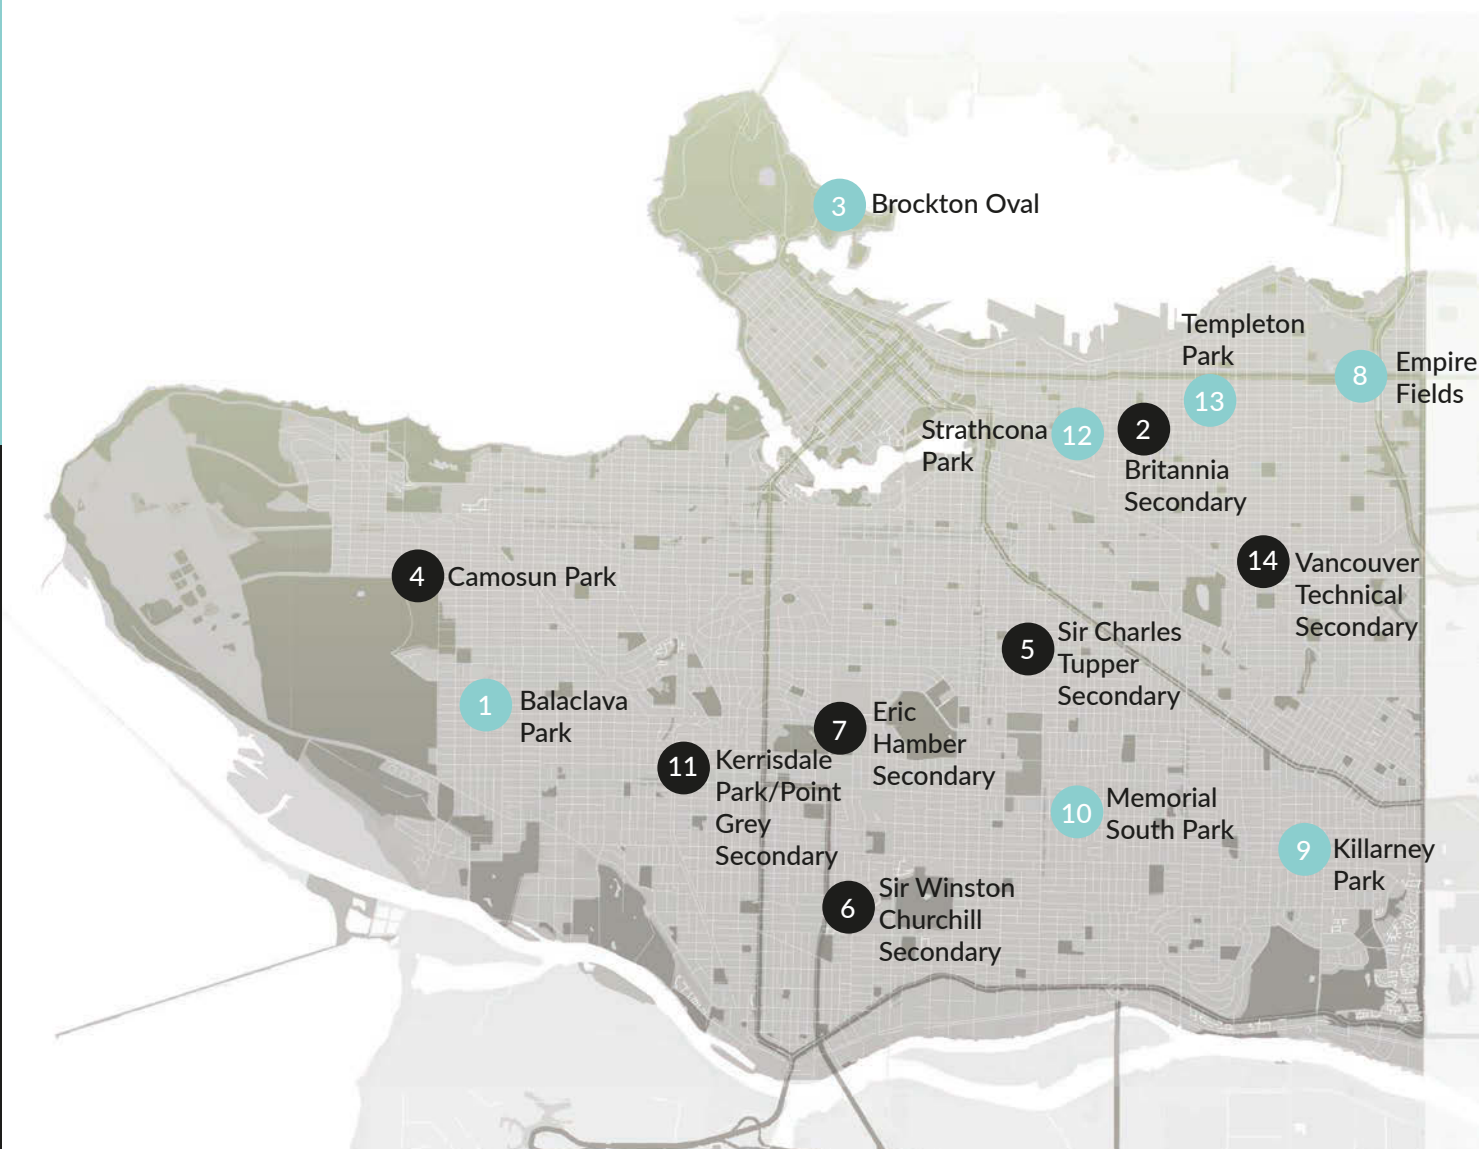 3
Brockton Oval
Templeton
Park
13
8
Empire
Fields
Strathcona
Park
12
2
Britannia
Secondary
14
Vancouver
Technical
Secondary
4
Camosun Park
5
Sir Charles
Tupper
Secondary
1
Balaclava
Park
7
Eric
Hamber
Secondary
11
Kerrisdale
Park/Point
Grey
Secondary
10
Memorial
South Park
9
Killarney
Park
6
Sir Winston
Churchill
Secondary